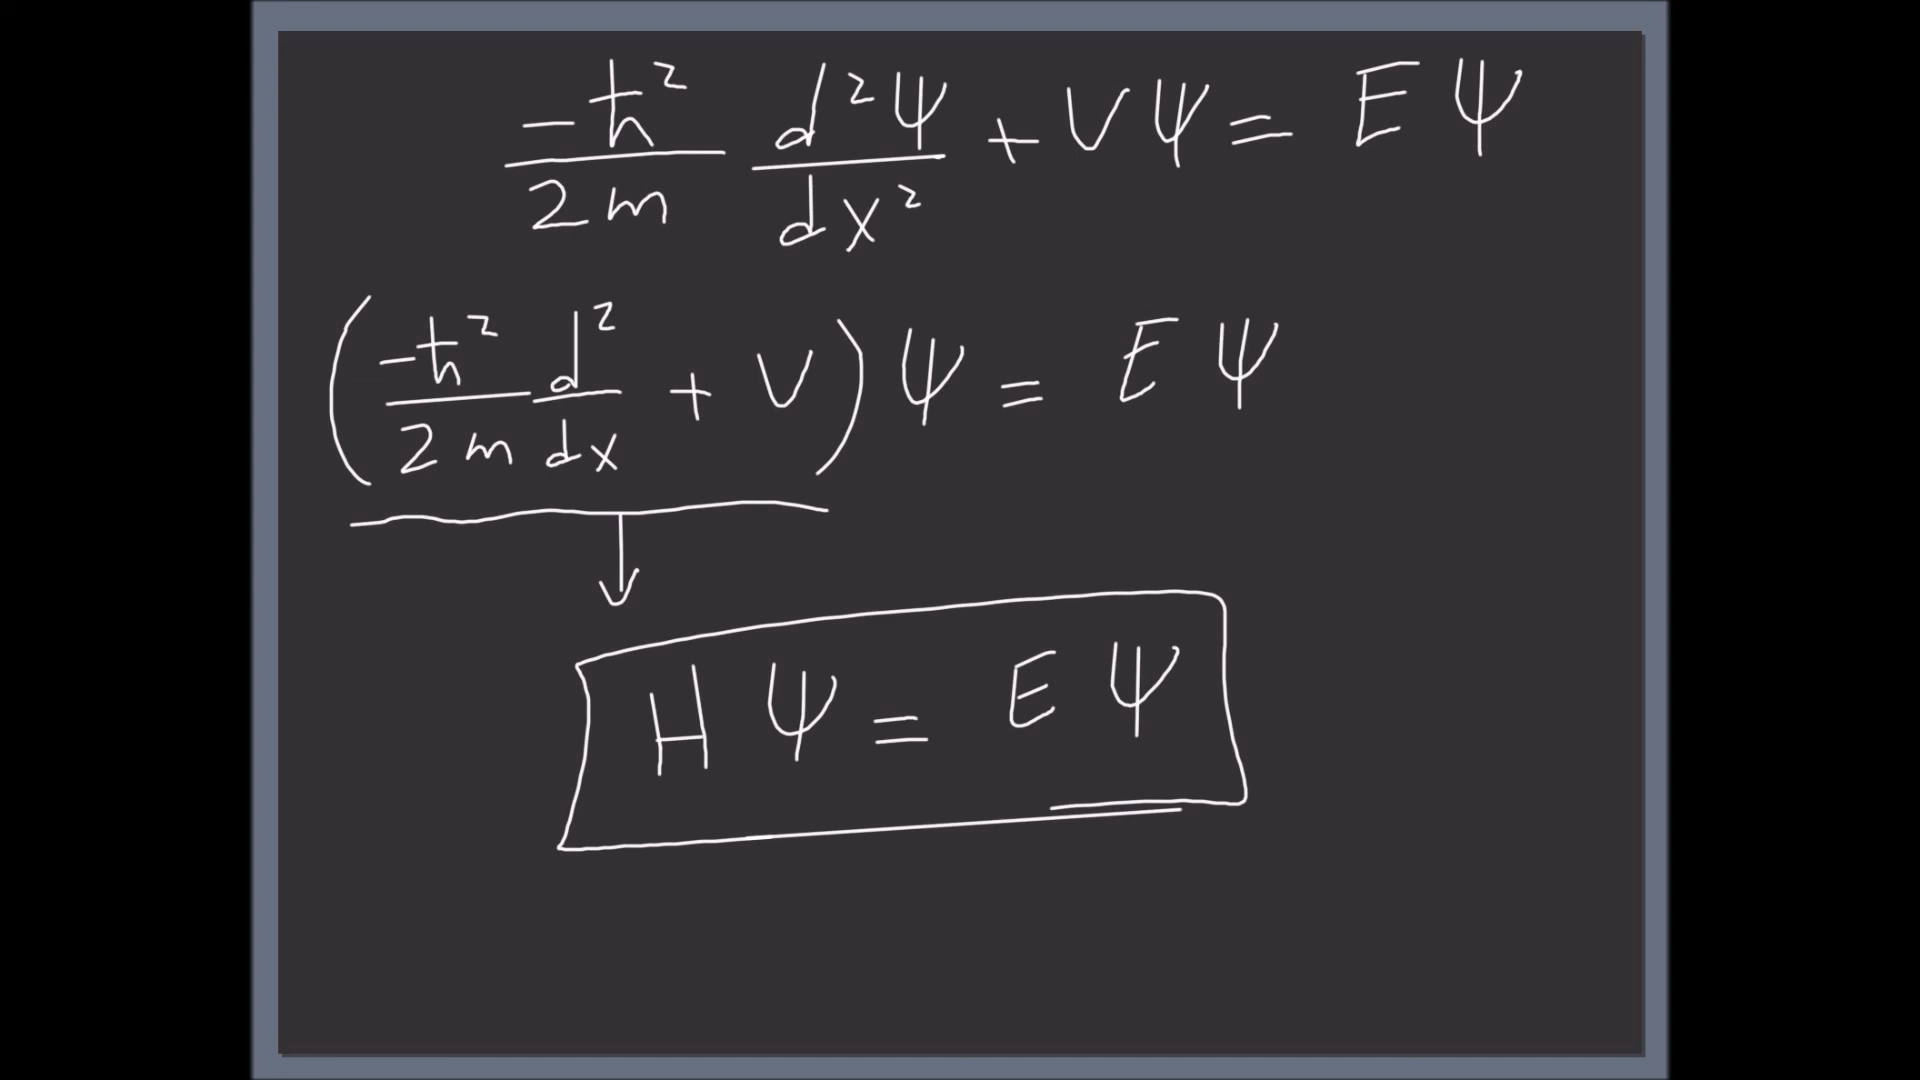 -ħ²/2m d²Ψ/dx² + VΨ = EΨ
(-ħ²/2m d²/dx + V)Ψ = EΨ
HΨ = EΨ